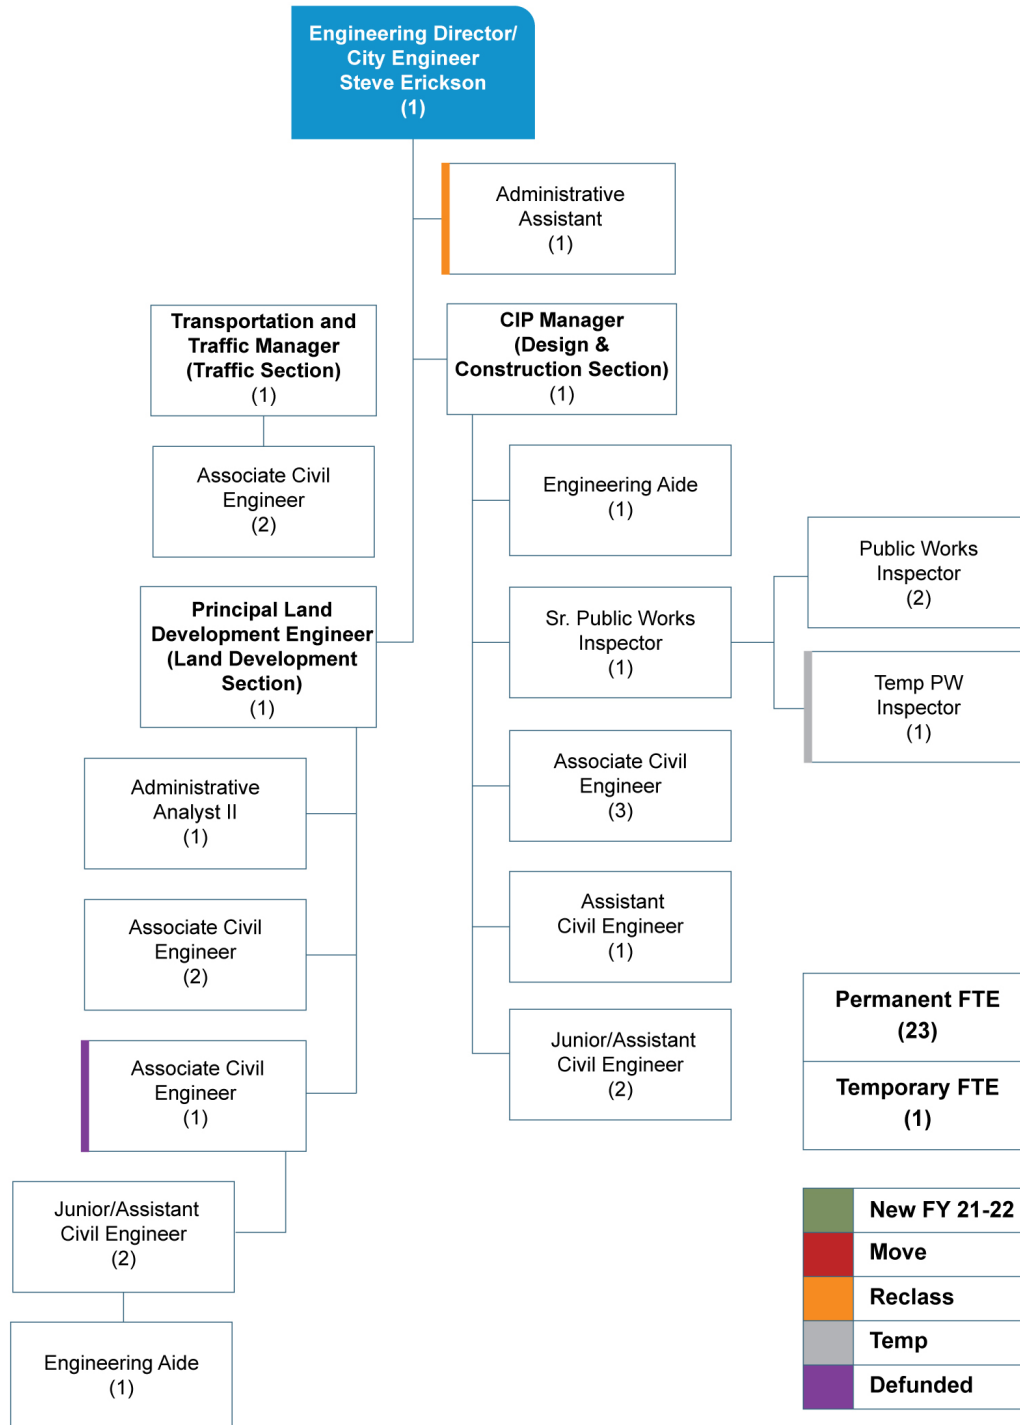 Engineering Director/
City Engineer
Steve Erickson
(1)
Administrative
Assistant
(1)
Transportation and
Traffic Manager
(Traffic Section)
(1)
CIP Manager
(Design &
Construction Section)
(1)
Associate Civil
Engineer
(2)
Engineering Aide
(1)
Public Works
Inspector
(2)
Principal Land
Development Engineer
(Land Development
Section)
(1)
Sr. Public Works
Inspector
(1)
Temp PW
Inspector
(1)
Administrative
Analyst II
(1)
Associate Civil
Engineer
(3)
Associate Civil
Engineer
(2)
Assistant
Civil Engineer
(1)
Associate Civil
Engineer
(1)
Junior/Assistant
Civil Engineer
(2)
Junior/Assistant
Civil Engineer
(2)
Engineering Aide
(1)
Permanent FTE
(23)
Temporary FTE
(1)
New FY 21-22
Move
Reclass
Temp
Defunded